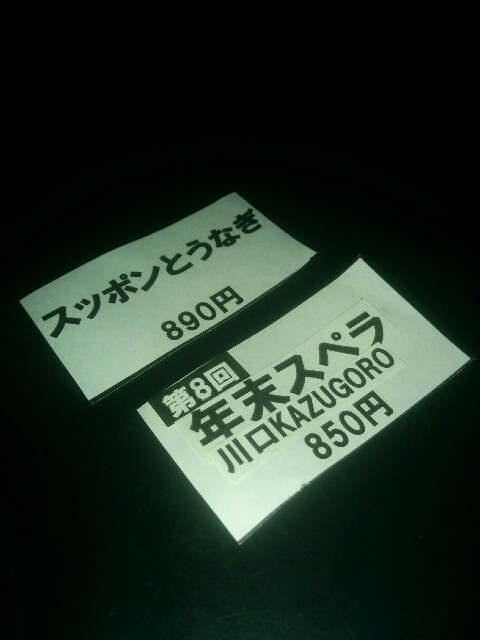 スッポンとうなぎ
890円
第8回
年末スペラ
川口KAZUGORO
850円